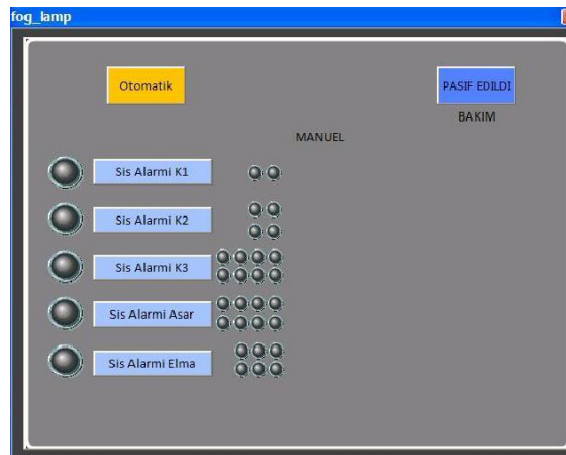 fog_lamp
Otomatik
PASIF EDILDI
BAKIM
MANUEL
Sis Alarmi K1
Sis Alarmi K2
Sis Alarmi K3
Sis Alarmi Asar
Sis Alarmi Elma